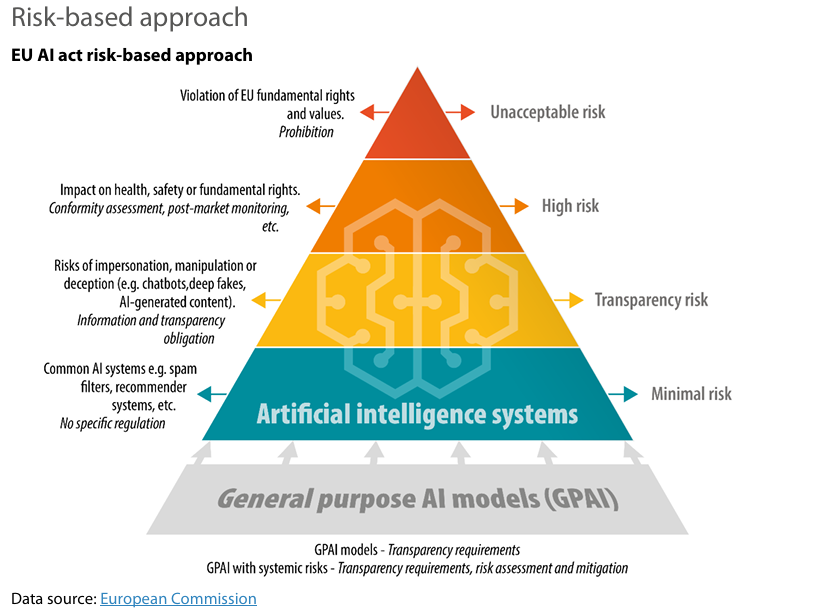 Risk-based approach
EU AI act risk-based approach
Violation of EU fundamental rights
and values.
Prohibition
Unacceptable risk
Impact on health, safety or fundamental rights.
Conformity assessment, post-market monitoring,
etc.
High risk
Risks of impersonation, manipulation or
deception (e.g. chatbots,deep fakes,
AI-generated content).
Information and transparency
obligation
Transparency risk
Common AI systems e.g. spam
filters, recommender
systems, etc.
No specific regulation
Minimal risk
Artificial intelligence systems
General purpose AI models (GPAI)
GPAI models - Transparency requirements
GPAI with systemic risks - Transparency requirements, risk assessment and mitigation
Data source: European Commission